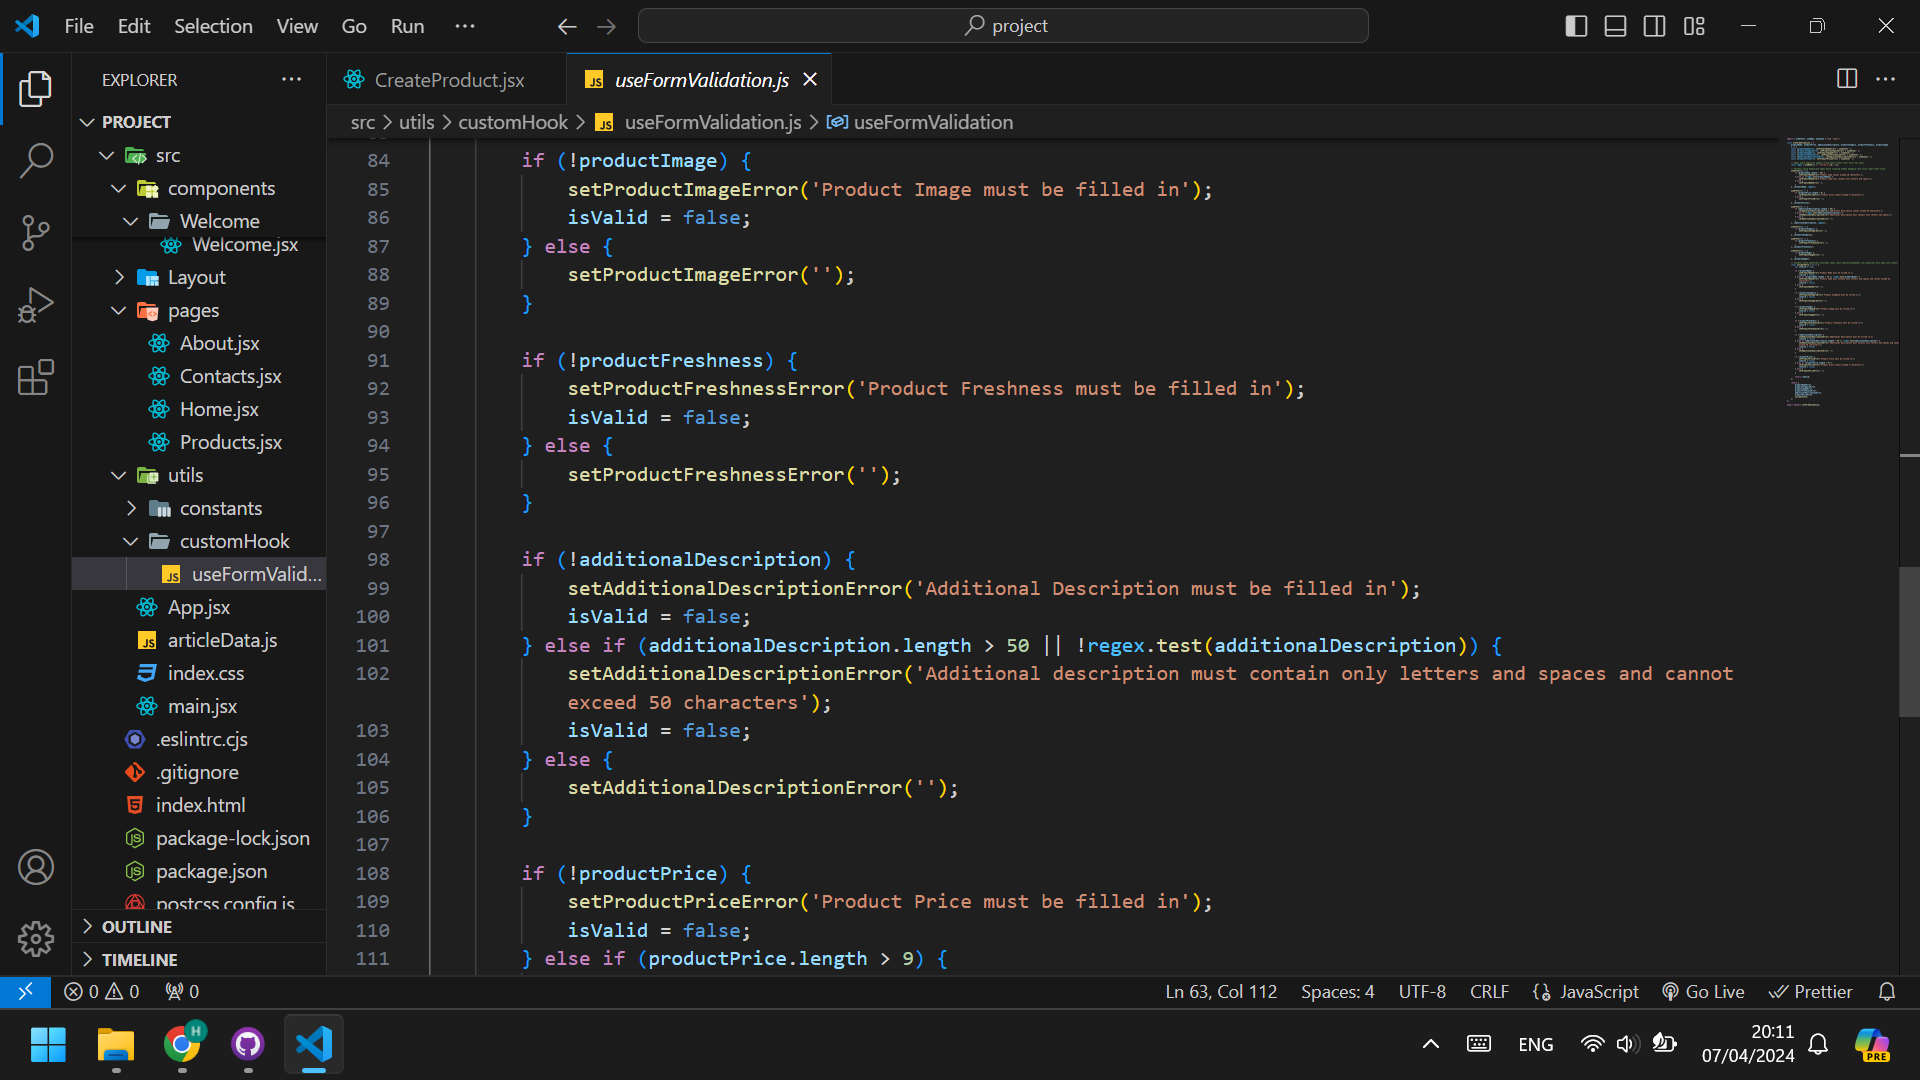 File Edit Selection View Go Run ···
project
EXPLORER
CreateProduct.jsx
JS useFormValidation.js
PROJECT
src > utils > customHook > JS useFormValidation.js > useFormValidation
src
components
Welcome
Welcome.jsx
Layout
pages
About.jsx
Contacts.jsx
Home.jsx
Products.jsx
utils
constants
customHook
JS useFormValid...
App.jsx
JS articleData.js
index.css
main.jsx
.eslintrc.cjs
.gitignore
index.html
package-lock.json
package.json
postcss.config.js
OUTLINE
TIMELINE
84 if (!productImage) {
85 setProductImageError('Product Image must be filled in');
86 isValid = false;
87 } else {
88 setProductImageError('');
89 }
90
91 if (!productFreshness) {
92 setProductFreshnessError('Product Freshness must be filled in');
93 isValid = false;
94 } else {
95 setProductFreshnessError('');
96 }
97
98 if (!additionalDescription) {
99 setAdditionalDescriptionError('Additional Description must be filled in');
100 isValid = false;
101 } else if (additionalDescription.length > 50 || !regex.test(additionalDescription)) {
102 setAdditionalDescriptionError('Additional description must contain only letters and spaces and cannot
exceed 50 characters');
103 isValid = false;
104 } else {
105 setAdditionalDescriptionError('');
106 }
107
108 if (!productPrice) {
109 setProductPriceError('Product Price must be filled in');
110 isValid = false;
111 } else if (productPrice.length > 9) {
0 0 0
Ln 63, Col 112 Spaces: 4 UTF-8 CRLF JavaScript Go Live Prettier
H
ENG
20:11
07/04/2024
PRE